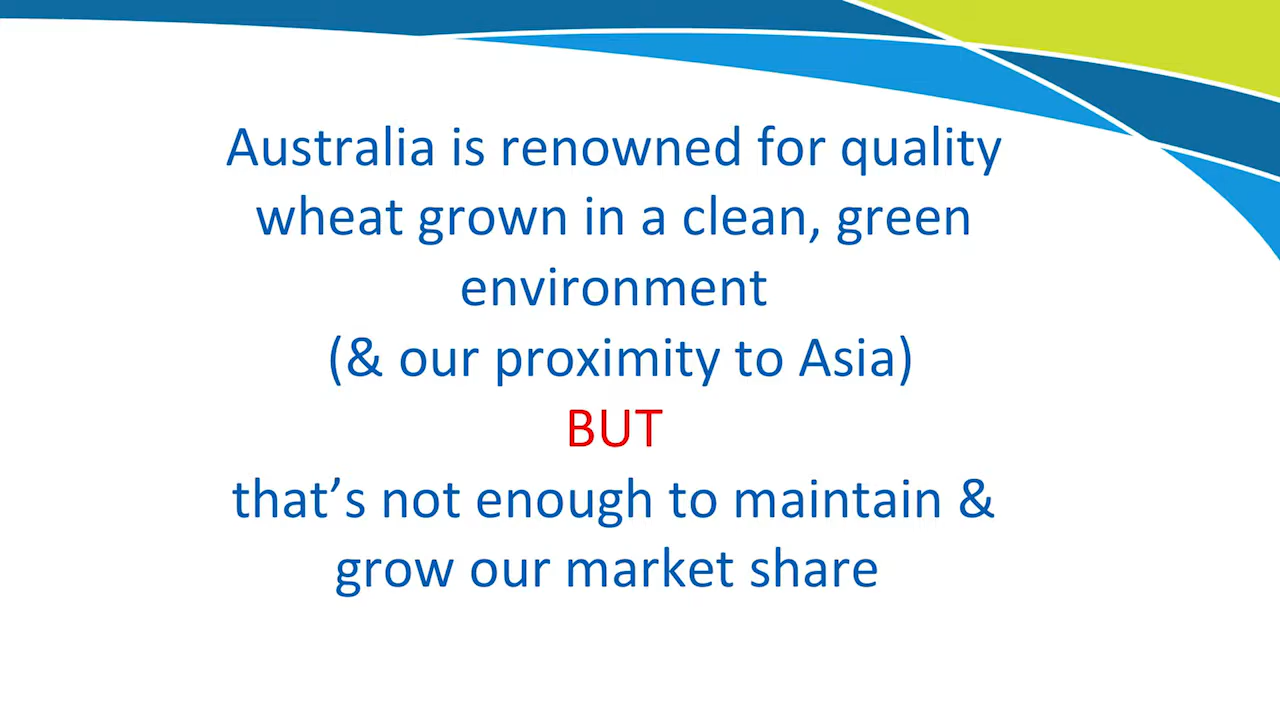 Australia is renowned for quality
wheat grown in a clean, green
environment
(& our proximity to Asia)
BUT
that’s not enough to maintain &
grow our market share